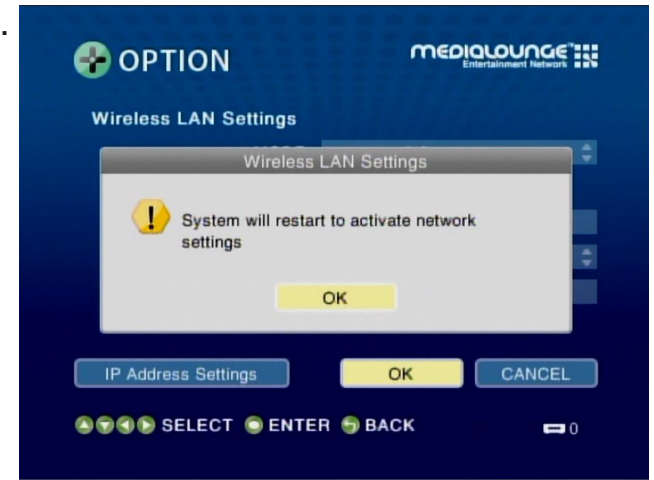 OPTION
MEDIALOUNGE™
Entertainment Network
Wireless LAN Settings
Wireless LAN Settings
System will restart to activate network
settings
OK
IP Address Settings
OK
CANCEL
SELECT ENTER BACK
0